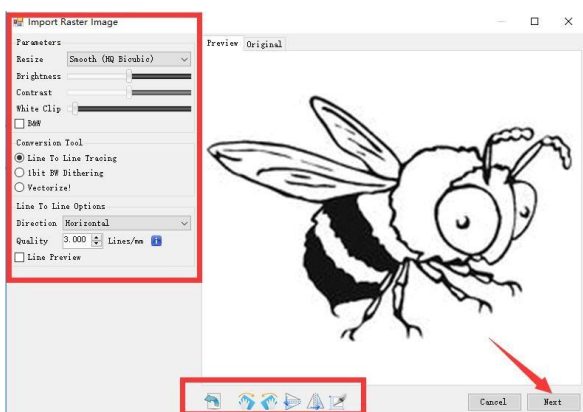 Import Raster Image
Parameters
Resize Smooth (HQ Bicubic)
Brightness
Contrast
White Clip
B&W
Conversion Tool
Line To Line Tracing
1bit BW Dithering
Vectorize!
Line To Line Options
Direction Horizontal
Quality 3.000 Lines/mm
Line Preview
Preview Original
Cancel Next